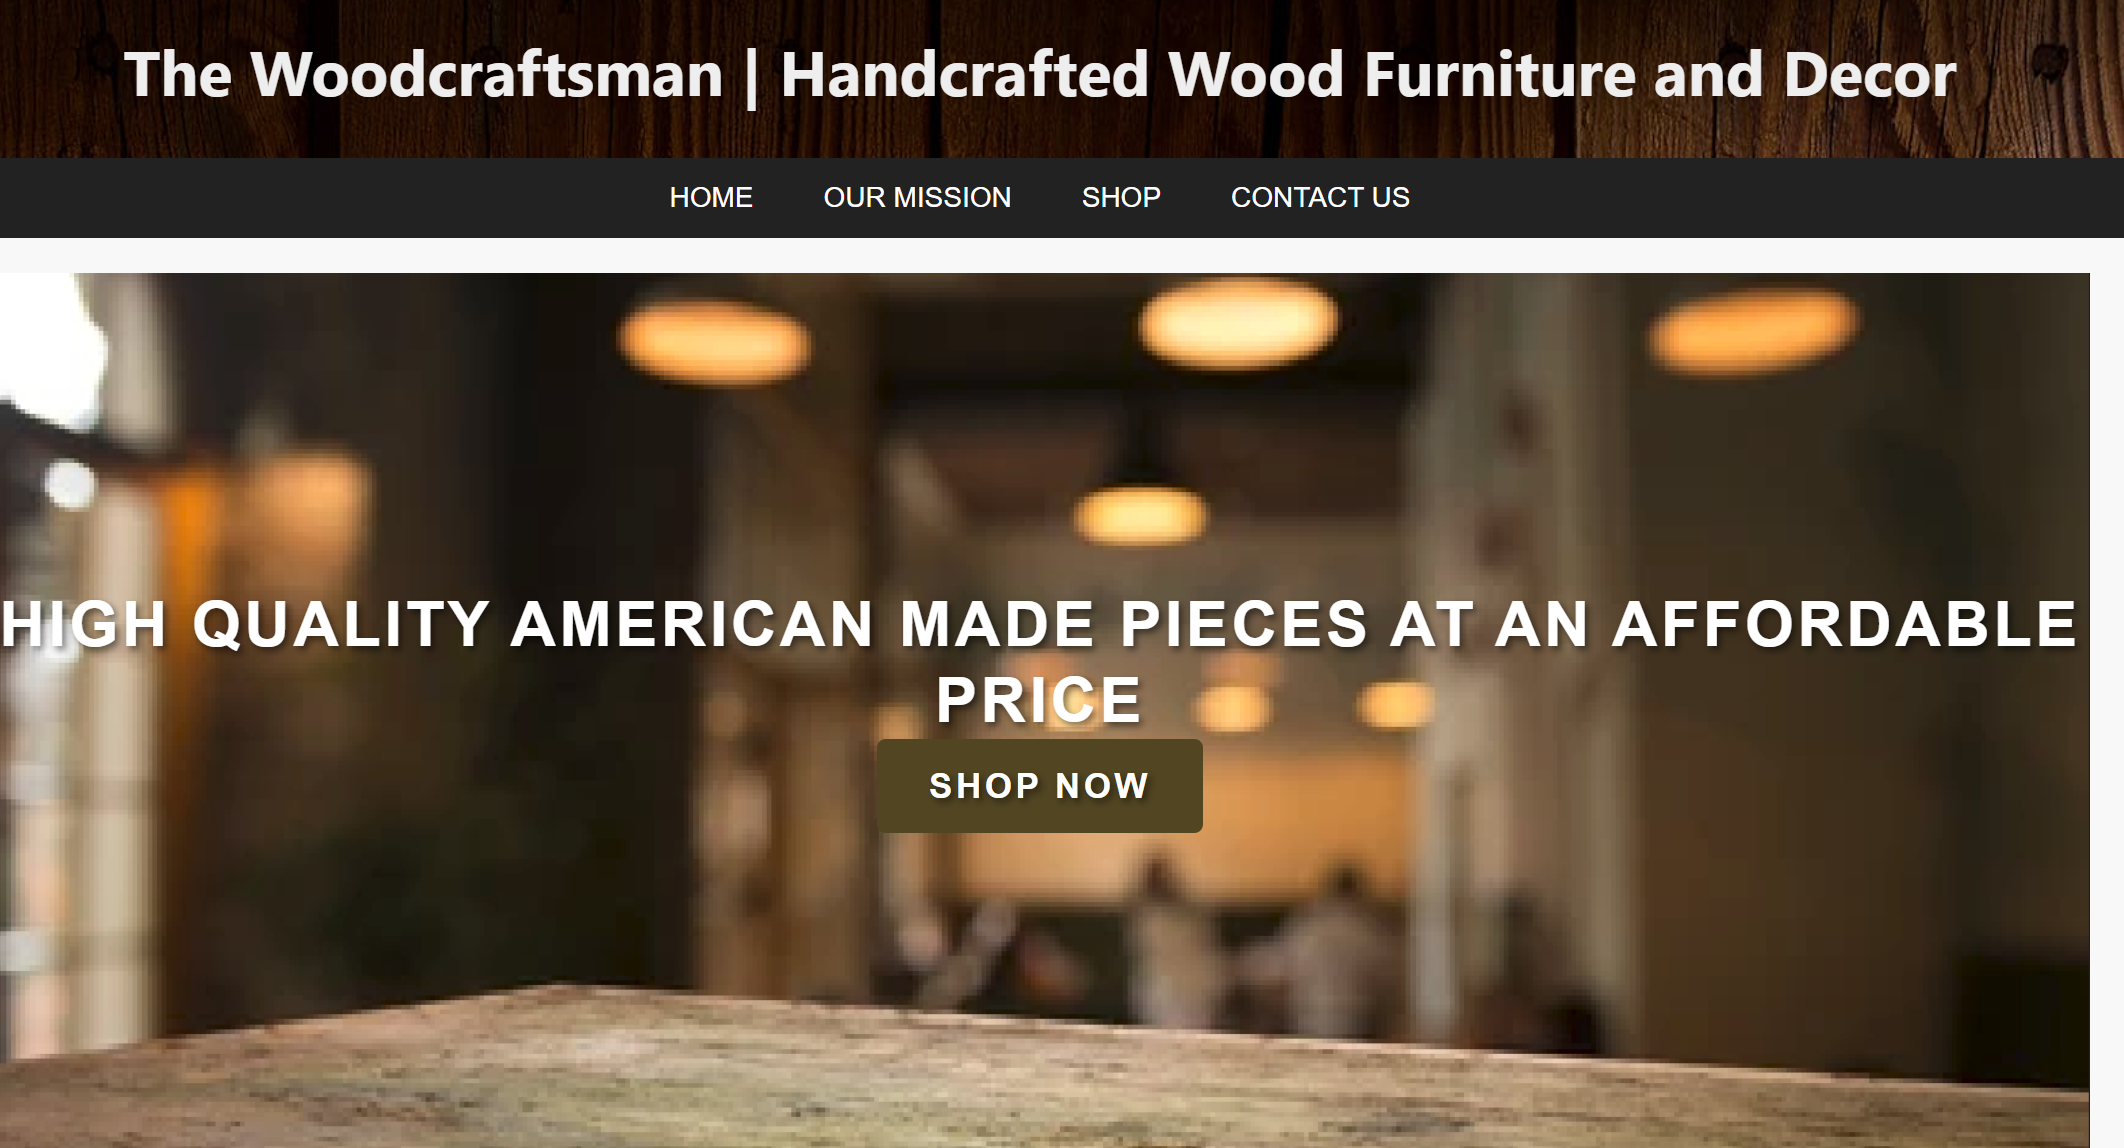 The Woodcraftsman | Handcrafted Wood Furniture and Decor
HOME OUR MISSION SHOP CONTACT US
HIGH QUALITY AMERICAN MADE PIECES AT AN AFFORDABLE
PRICE
SHOP NOW